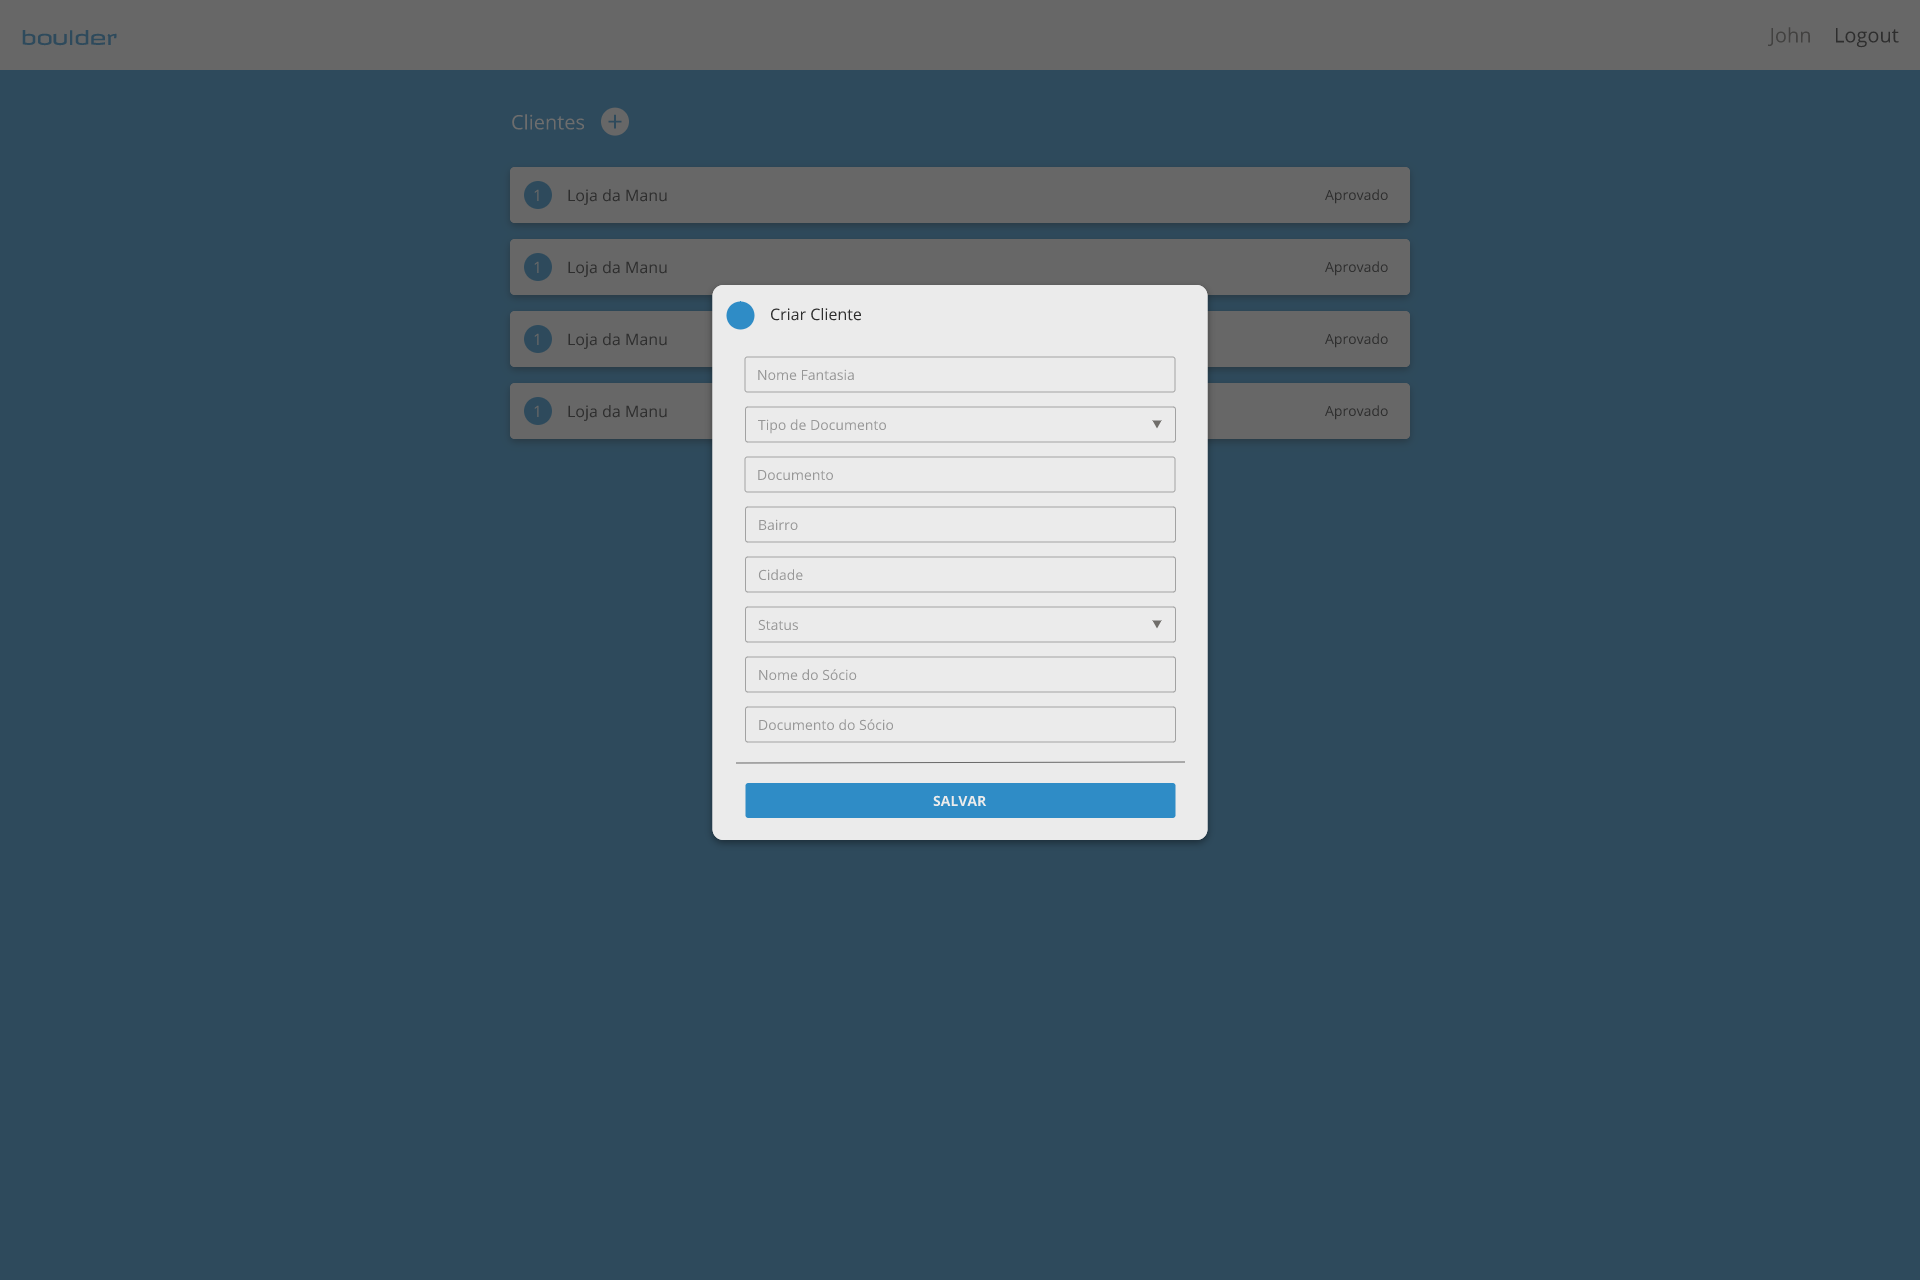 boulder
John Logout
Clientes +
1 Loja da Manu Aprovado
1 Loja da Manu Aprovado
1 Loja da Manu Aprovado
1 Loja da Manu Aprovado
Criar Cliente
Nome Fantasia
Tipo de Documento
Documento
Bairro
Cidade
Status
Nome do Sócio
Documento do Sócio
SALVAR